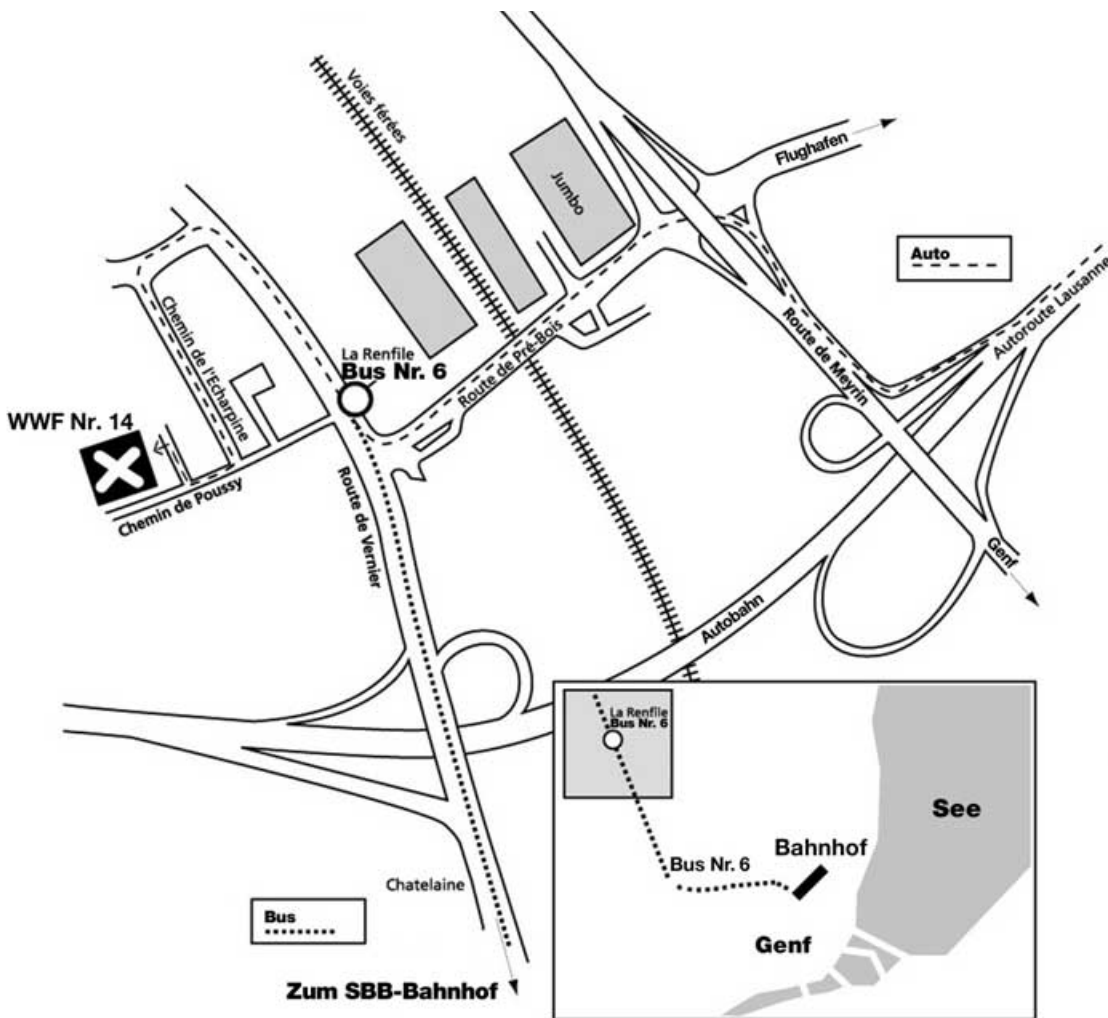 Voies férées
Flughafen
Jumbo
Auto
Autoroute Lausanne
Chemin de l'Echarpine
La Renfile
Bus Nr. 6
Route de Pré-Bois
Route de Meyrin
WWF Nr. 14
Chemin de Poussy
Route de Vernier
Genf
Autobahn
La Renfile
Bus Nr. 6
See
Bahnhof
Bus Nr. 6
Chatelaine
Bus
Genf
Zum SBB-Bahnhof